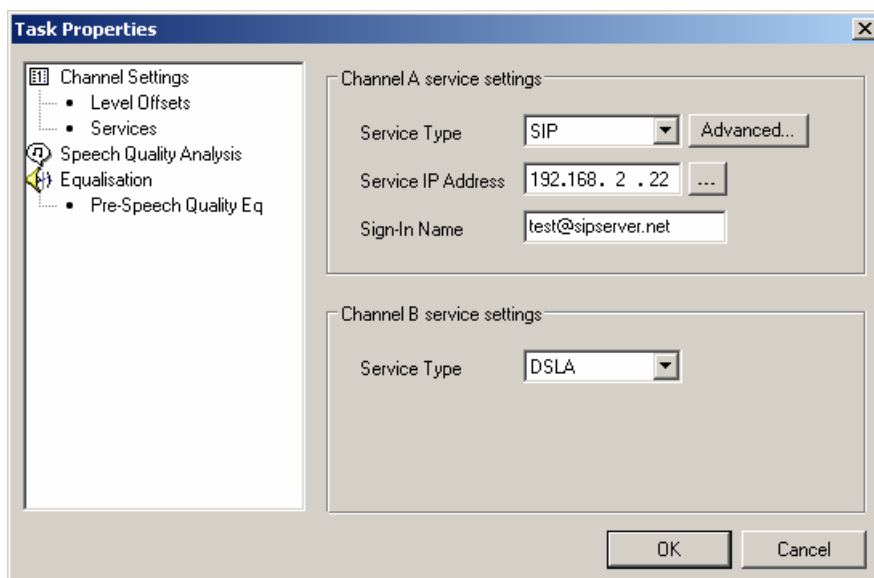 Task Properties
Channel Settings
Level Offsets
Services
Speech Quality Analysis
Equalisation
Pre-Speech Quality Eq
Channel A service settings
Service Type SIP Advanced...
Service IP Address 192.168. 2 . 22 ...
Sign-In Name test@sipserver.net
Channel B service settings
Service Type DSLA
OK Cancel